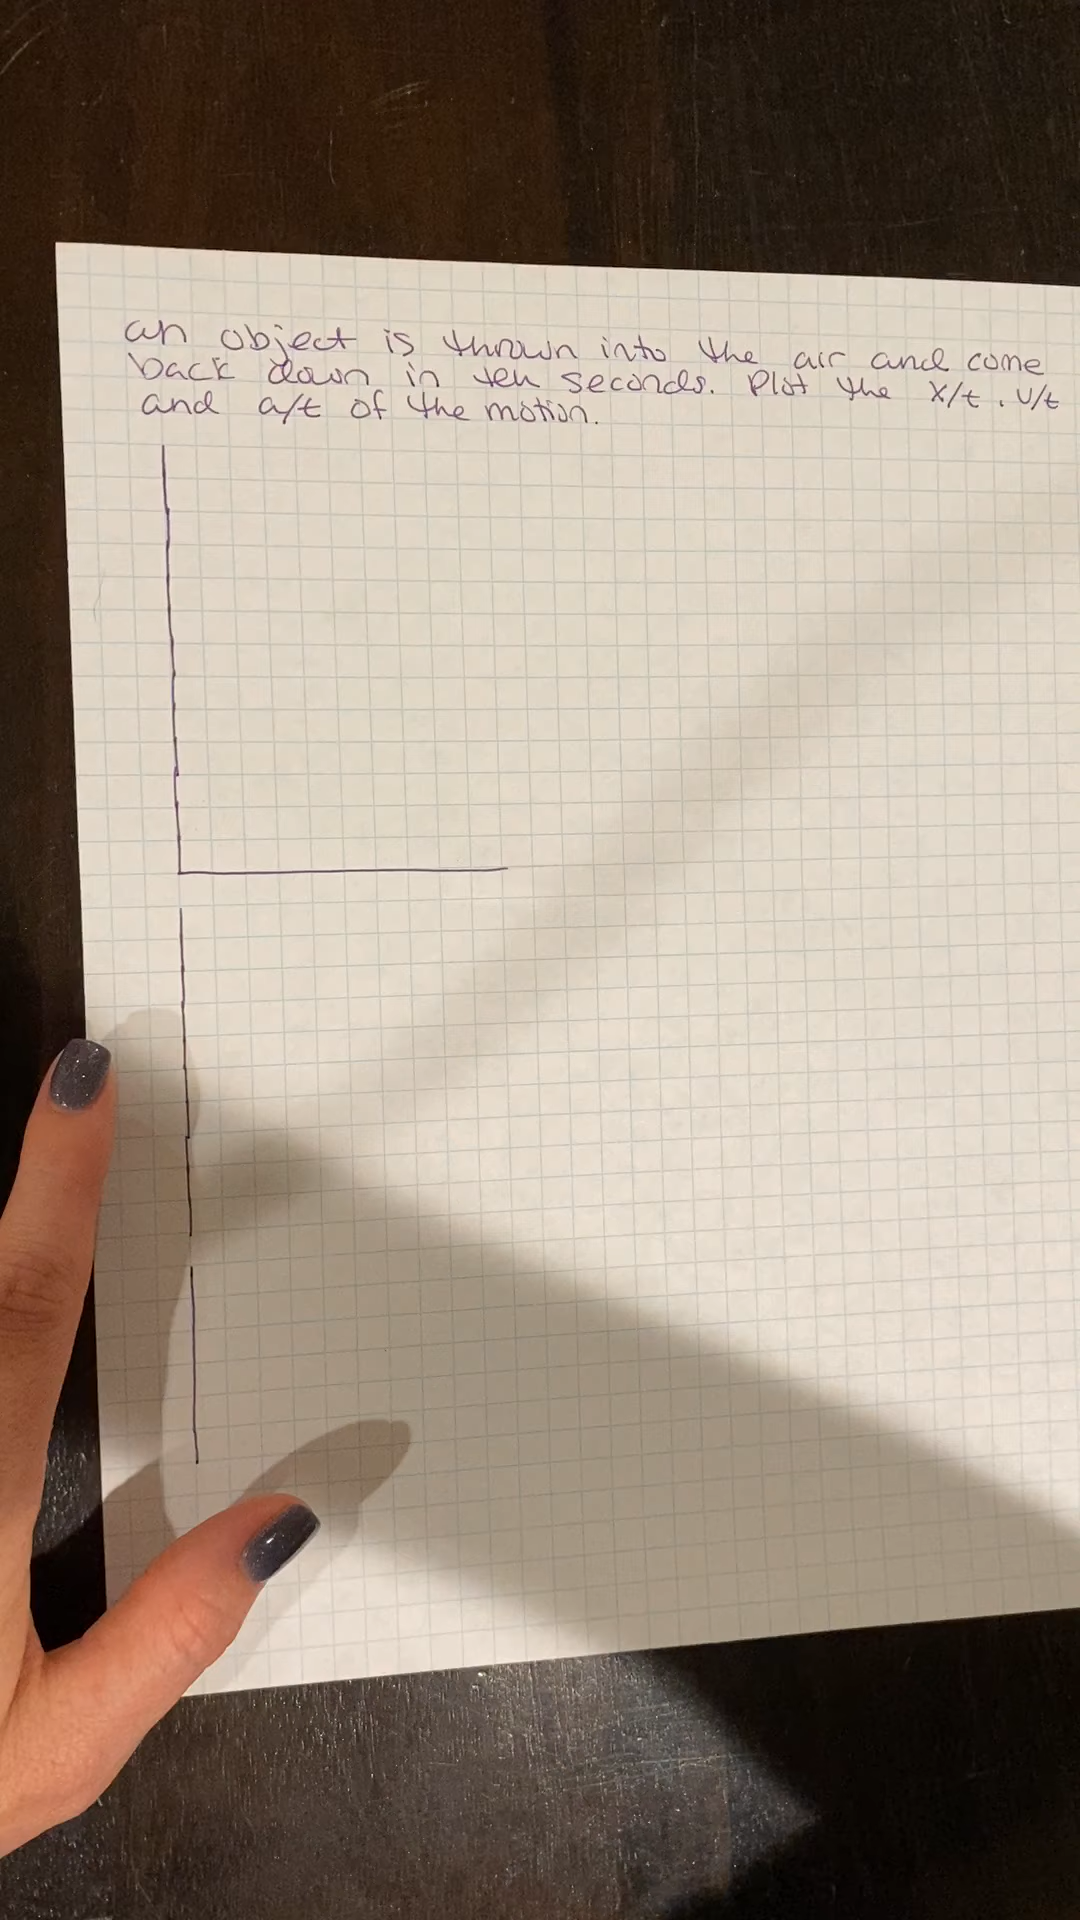 an object is thrown into the air and come
back down in ten seconds. Plot the x/t, v/t
and a/t of the motion.